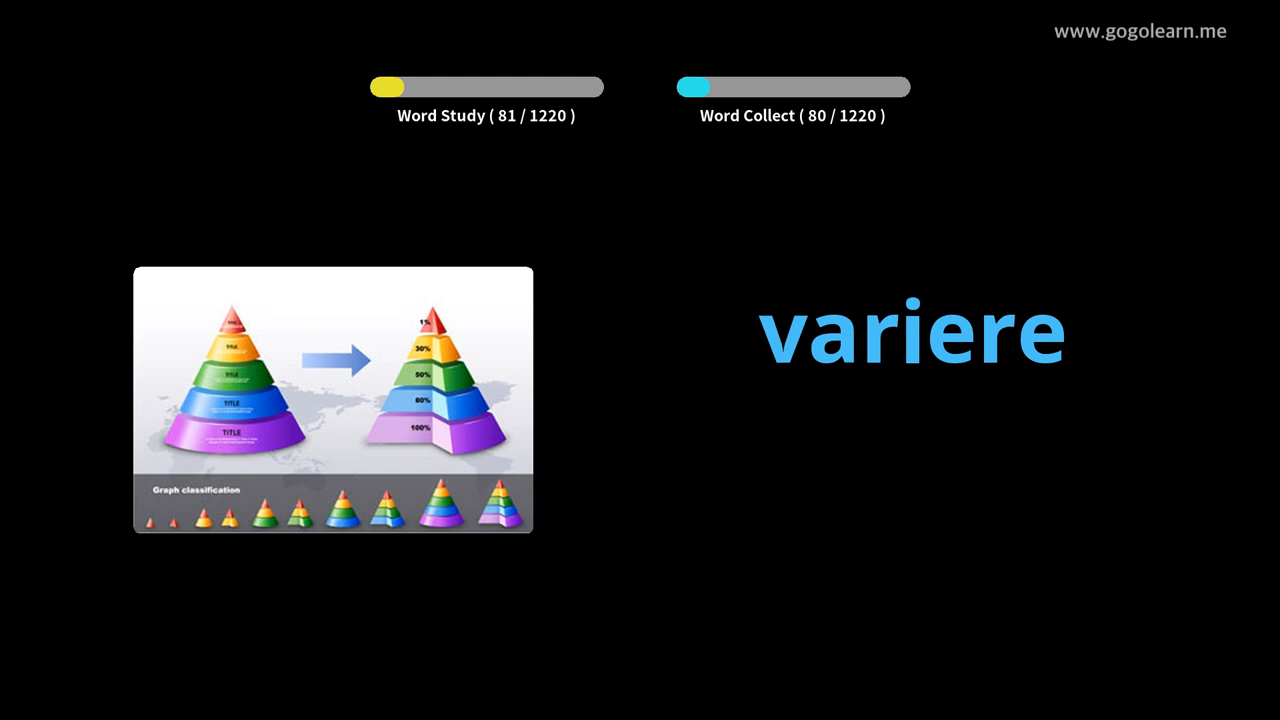 www.gogolearn.me
Word Study ( 81 / 1220 )
Word Collect ( 80 / 1220 )
variere
TITLE
TITLE
TITLE
TITLE
1%
30%
50%
80%
100%
Graph classification